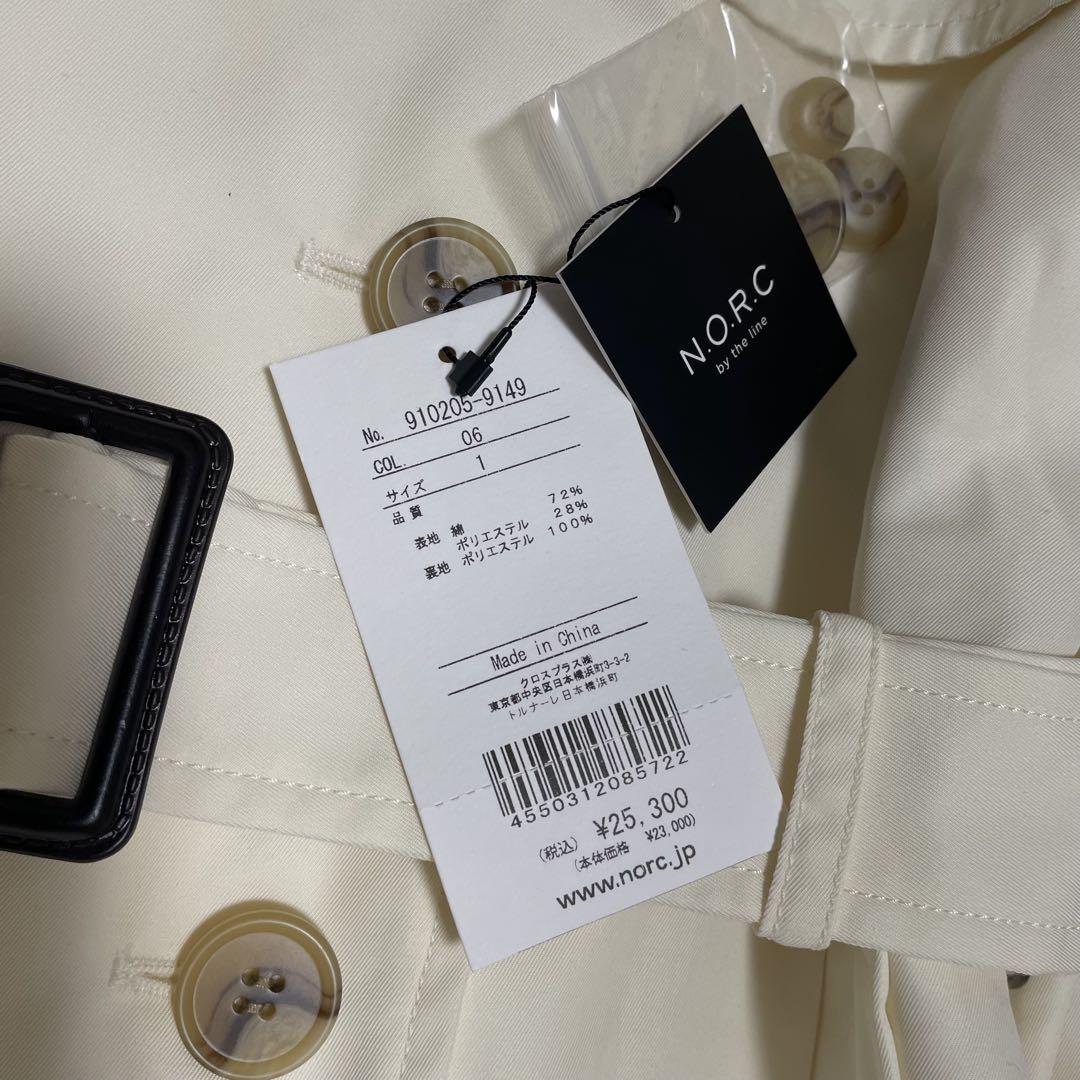 N.O.R.C
by the line
No. 910205-9149
COL. 06
サイズ 1
品質
表地 綿 72%
ポリエステル 28%
裏地 ポリエステル 100%
Made in China
クロスプラス㈱
東京都中央区日本橋浜町3-3-2
トルナーレ日本橋浜町
4550312085722
(税込) ¥25,300
(本体価格 ¥23,000)
www.norc.jp